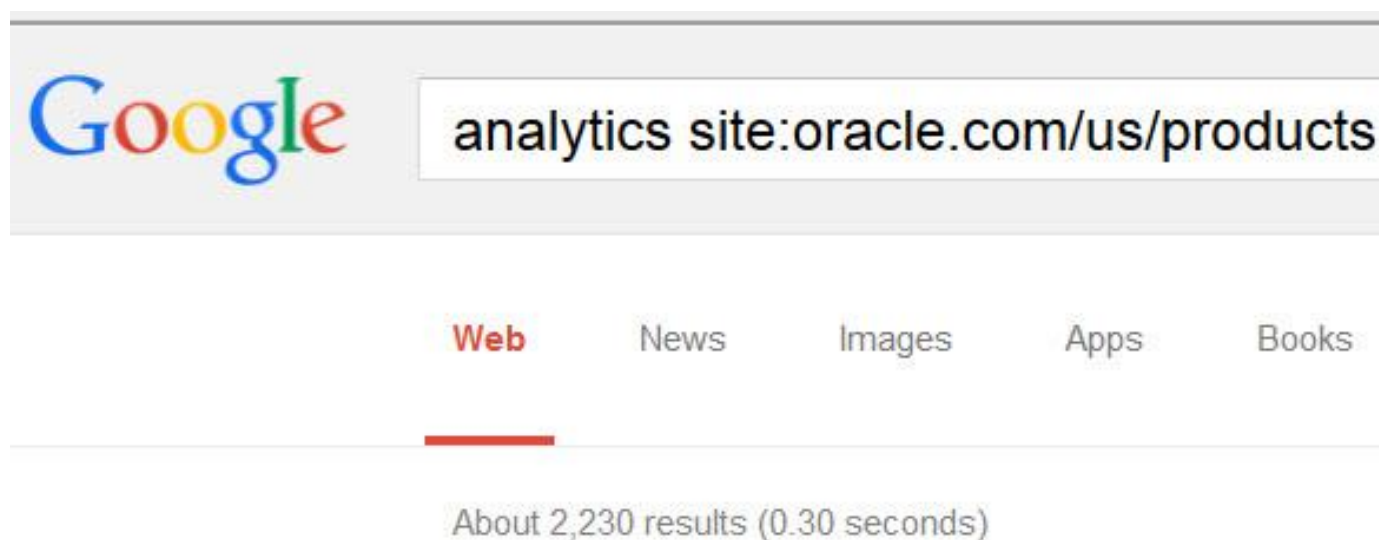 Google
analytics site:oracle.com/us/products
Web News Images Apps Books
About 2,230 results (0.30 seconds)